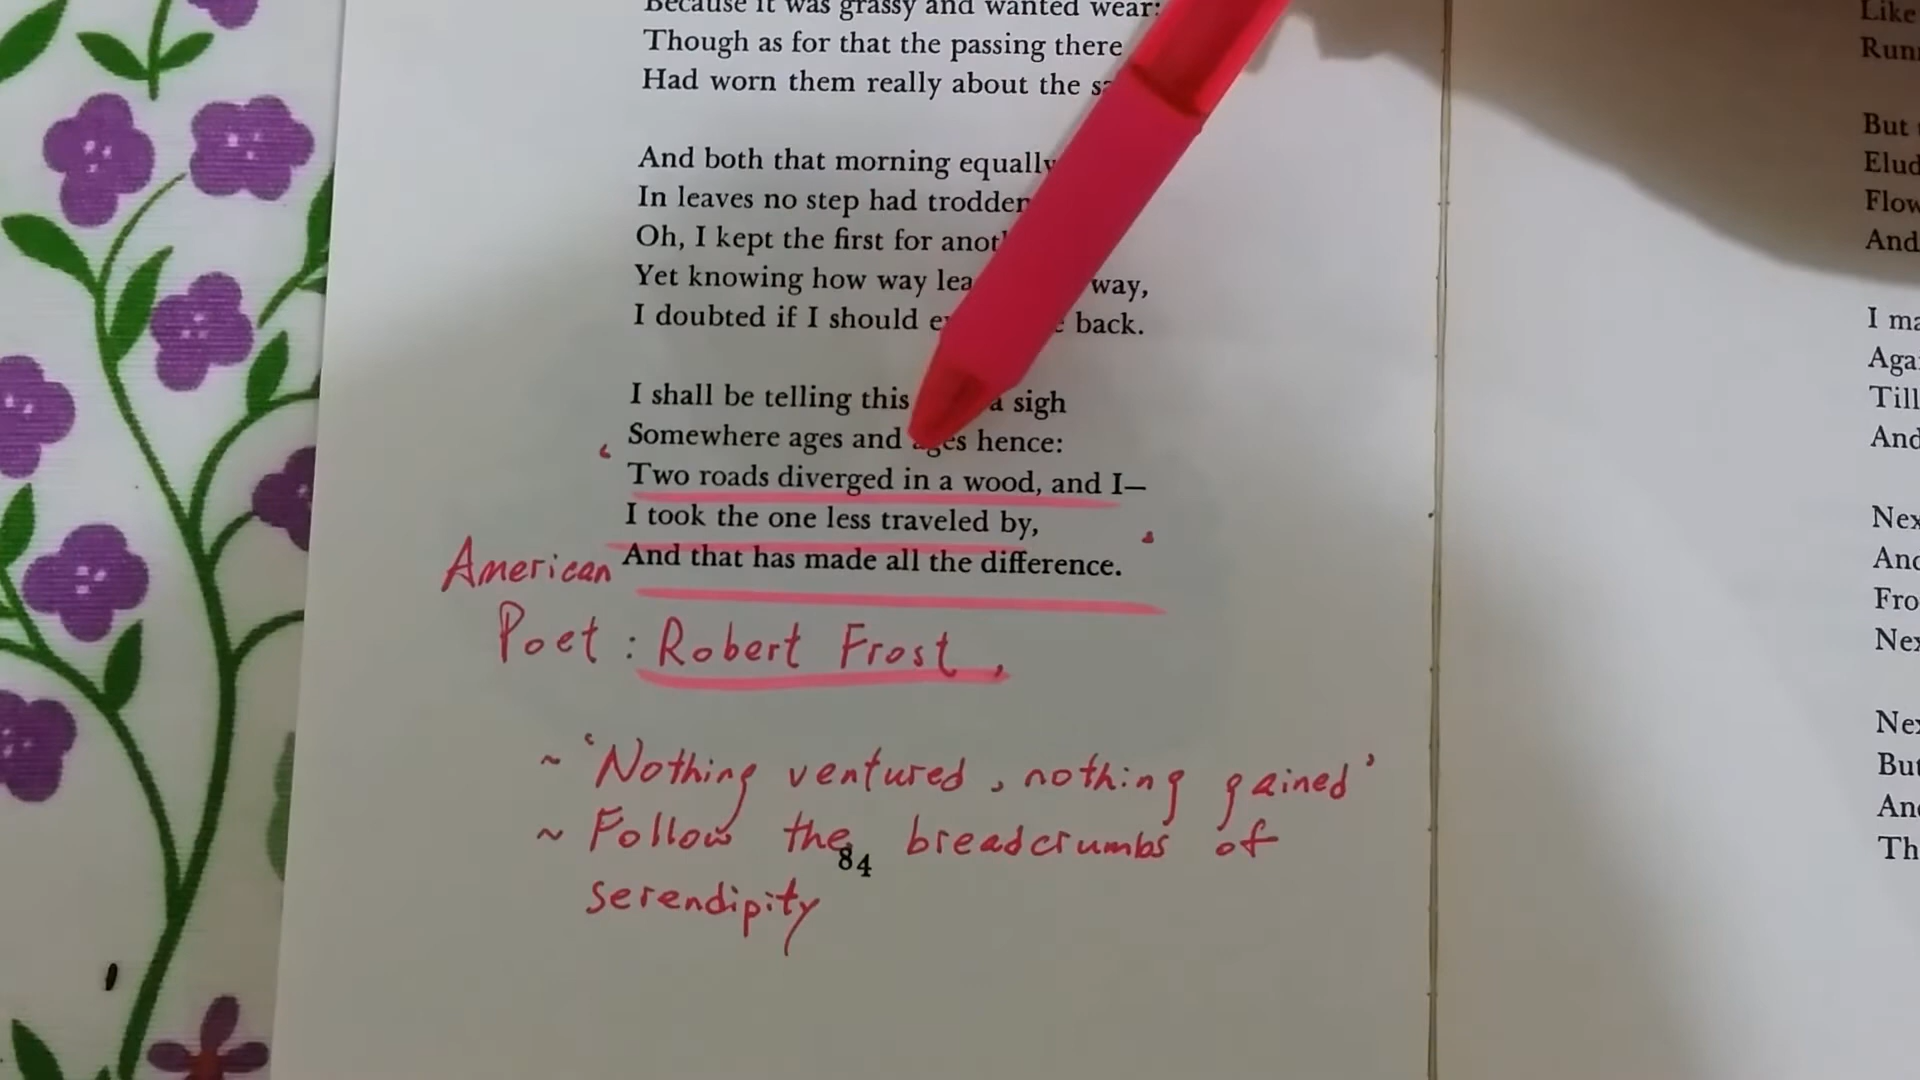 Because it was grassy and wanted wear:
Though as for that the passing there
Had worn them really about the
And both that morning equally
In leaves no step had trodden
Oh, I kept the first for
Yet knowing how way way,
I doubted if I should back.
I shall be telling this a sigh
Somewhere ages and ages hence:
Two roads diverged in a wood, and I—
I took the one less traveled by,
And that has made all the difference.
American
Poet : Robert Frost,
~ 'Nothing ventured, nothing gained'
~ Follow the breadcrumbs of
serendipity
84
Like
But
And
I
And
And